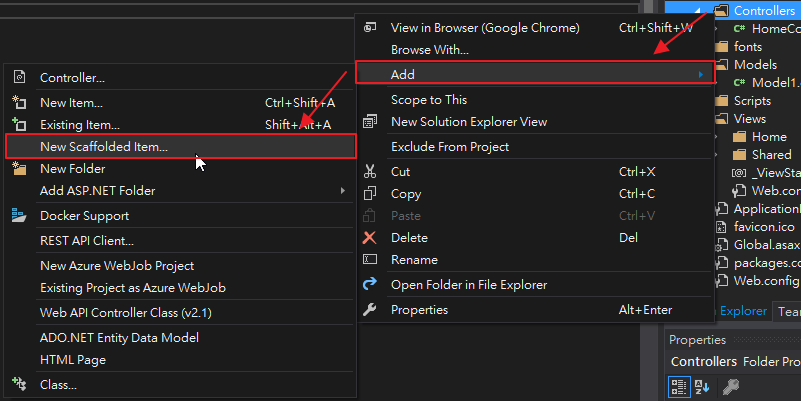 Controller...
New Item... Ctrl+Shift+A
Existing Item... Shift+Alt+A
New Scaffolded Item...
New Folder
Add ASP.NET Folder
Docker Support
REST API Client...
New Azure WebJob Project
Existing Project as Azure WebJob
Web API Controller Class (v2.1)
ADO.NET Entity Data Model
HTML Page
Class...
View in Browser (Google Chrome) Ctrl+Shift+W
Browse With...
Add
Scope to This
New Solution Explorer View
Exclude From Project
Cut Ctrl+X
Copy Ctrl+C
Paste Ctrl+V
Delete Del
Rename
Open Folder in File Explorer
Properties Alt+Enter
Controllers
C# HomeCo
fonts
Models
C# Model1.
Scripts
Views
Home
Shared
_ViewSta
Web.con
Application
favicon.ico
Global.asax
packages.co
Web.config
Explorer Team
Properties
Controllers Folder Pro